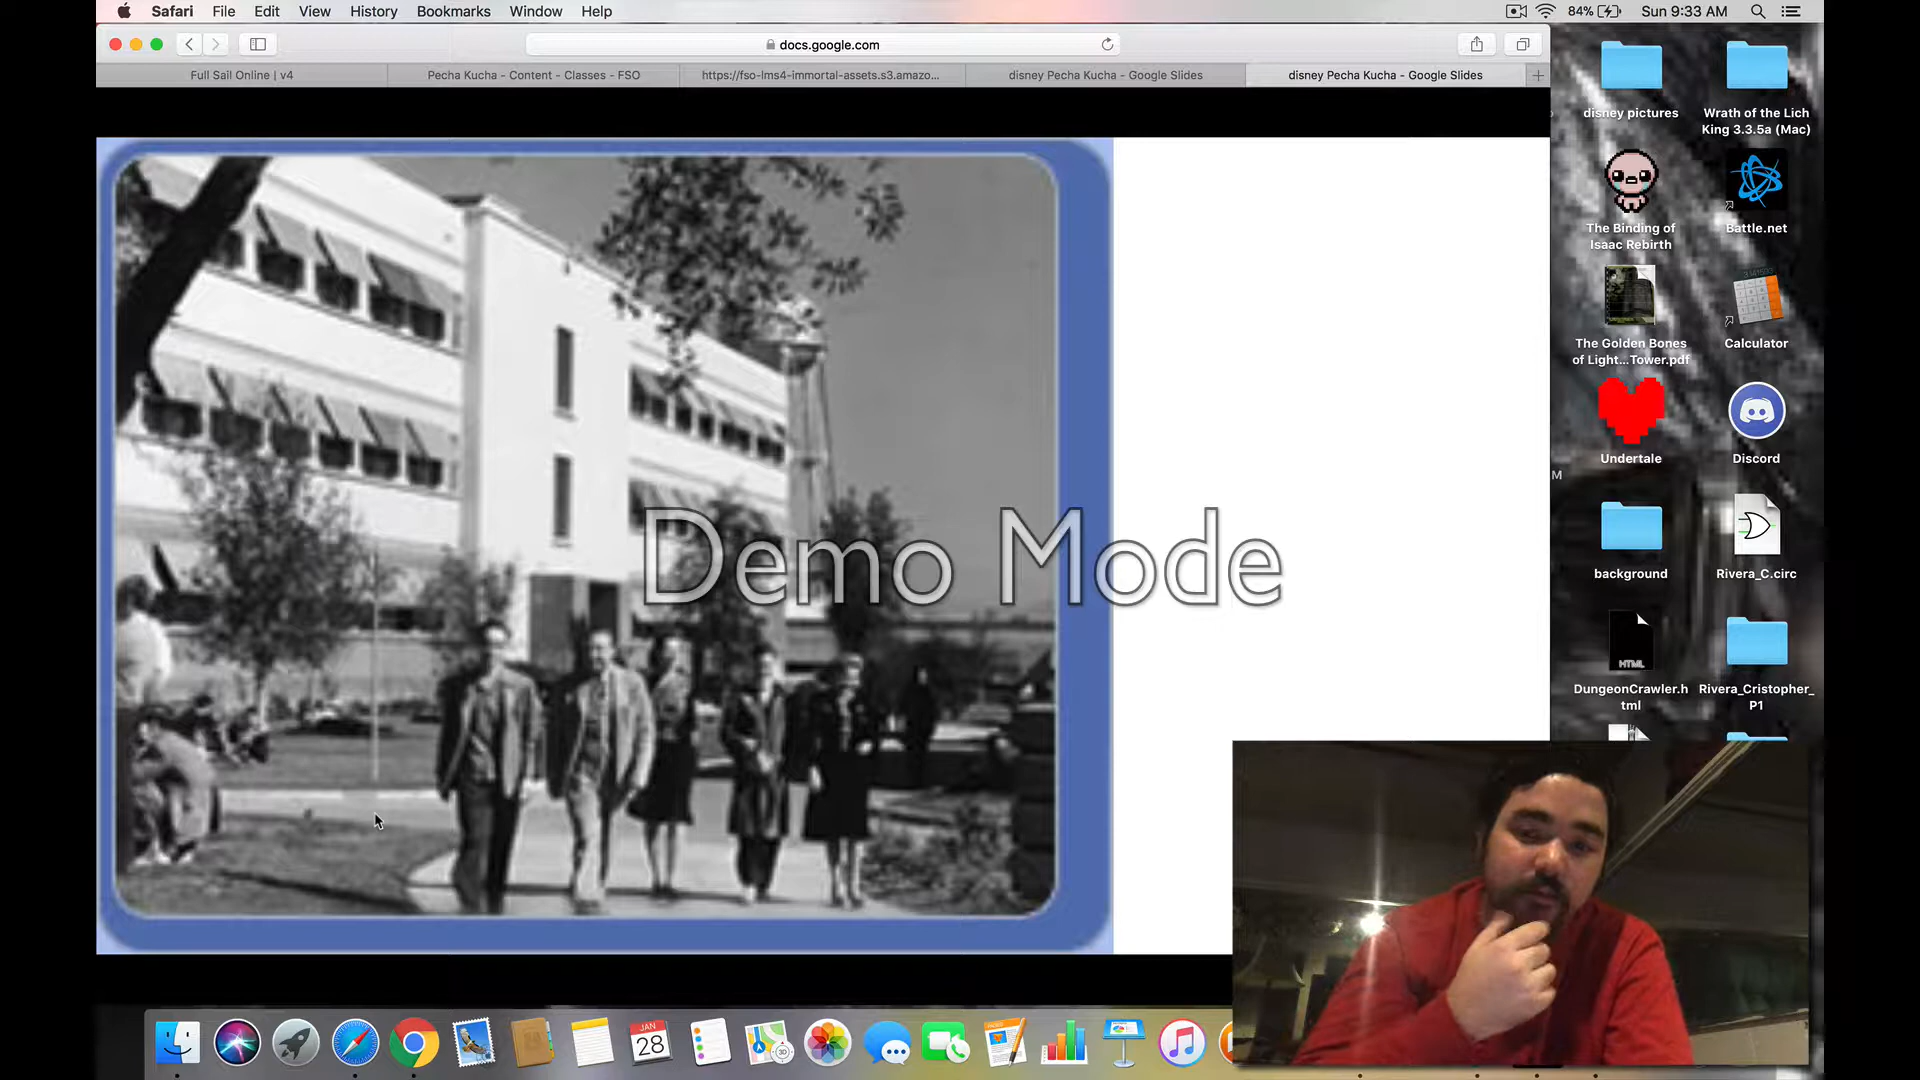 Safari File Edit View History Bookmarks Window Help
84% Sun 9:33 AM
docs.google.com
Full Sail Online | v4
Pecha Kucha - Content - Classes - FSO
https://fso-lms4-immortal-assets.s3.amazo...
disney Pecha Kucha - Google Slides
disney Pecha Kucha - Google Slides
disney pictures
Wrath of the Lich
King 3.3.5a (Mac)
The Binding of
Isaac Rebirth
Battle.net
The Golden Bones
of Light...Tower.pdf
Calculator
Undertale
Discord
M
background
Rivera_C.circ
HTML
DungeonCrawler.h
tml
Rivera_Cristopher_
P1
Demo Mode
JAN
28
PAGES